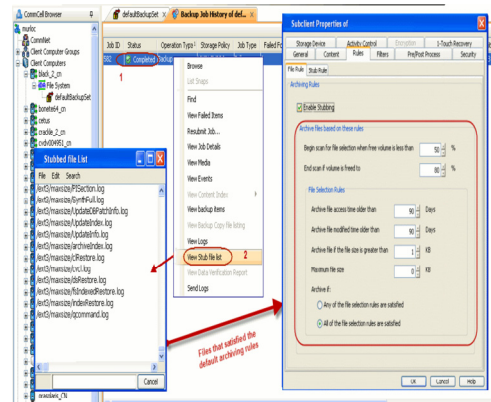 CommCell Browser
defaultBackupSet
Backup Job History of def...
murloc
CommNet
Client Computer Groups
Client Computers
black_2_cn
File System
defaultBackupSet
bonete64_cn
cetus
oracle_2_cn
cvdv004951_cn
Job ID Status Operation Type Storage Policy Job Type Failed Fo
582 Completed Backup
1
Browse
List Snaps
Find
View Failed Items
Resubmit Job...
View Job Details
View Media
View Events
View Content Index
View backup items
View Backup Copy file listing
View Logs
View Stub file list
2
View Data Verification Report
Send Logs
Stubbed file List
File Edit Search
/ext3/maxsize/PISection.log
/ext3/maxsize/SynthFull.log
/ext3/maxsize/UpdateDBPatchInfo.log
/ext3/maxsize/UpdateIndex.log
/ext3/maxsize/UpdateInfo.log
/ext3/maxsize/archiveIndex.log
/ext3/maxsize/clRestore.log
/ext3/maxsize/cvcl.log
/ext3/maxsize/dsRestore.log
/ext3/maxsize/fsIndexedRestore.log
/ext3/maxsize/indexRestore.log
/ext3/maxsize/qcommand.log
Cancel
Files that satisfied the
default archiving rules
Subclient Properties of
Storage Device Activity Control Encryption 1-Touch Recovery
General Content Rules Filters Pre/Post Process Security
File Rule Stub Rule
Archiving Rules
Enable Stubbing
Archive files based on these rules
Begin scan for file selection when free volume is less than 50 %
End scan if volume is freed to 80 %
File Selection Rules
Archive file access time older than 90 Days
Archive file modified time older than 90 Days
Archive file if the file size is greater than 1 KB
Maximum file size 0 KB
Archive if:
Any of the file selection rules are satisfied
All of the file selection rules are satisfied
OK Cancel Help